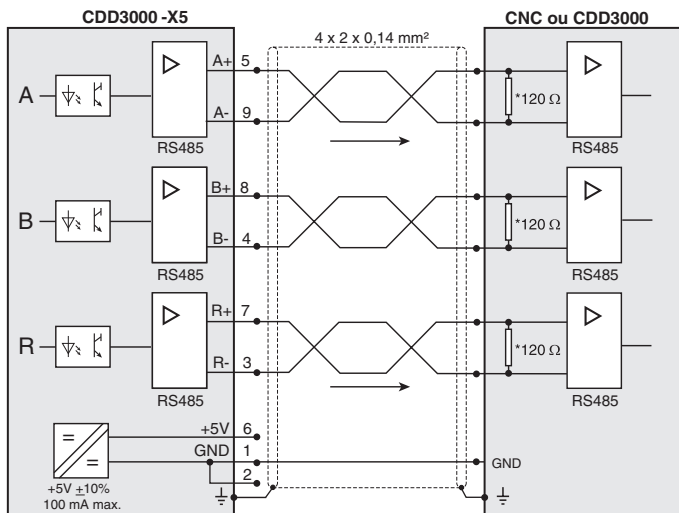 CDD3000 -X5
CNC ou CDD3000
4 x 2 x 0,14 mm²
A
A+ 5
A- 9
RS485
*120 Ω
RS485
B
B+ 8
B- 4
RS485
*120 Ω
RS485
R
R+ 7
R- 3
RS485
*120 Ω
RS485
+5V 6
GND 1
2
GND
+5V ±10%
100 mA max.